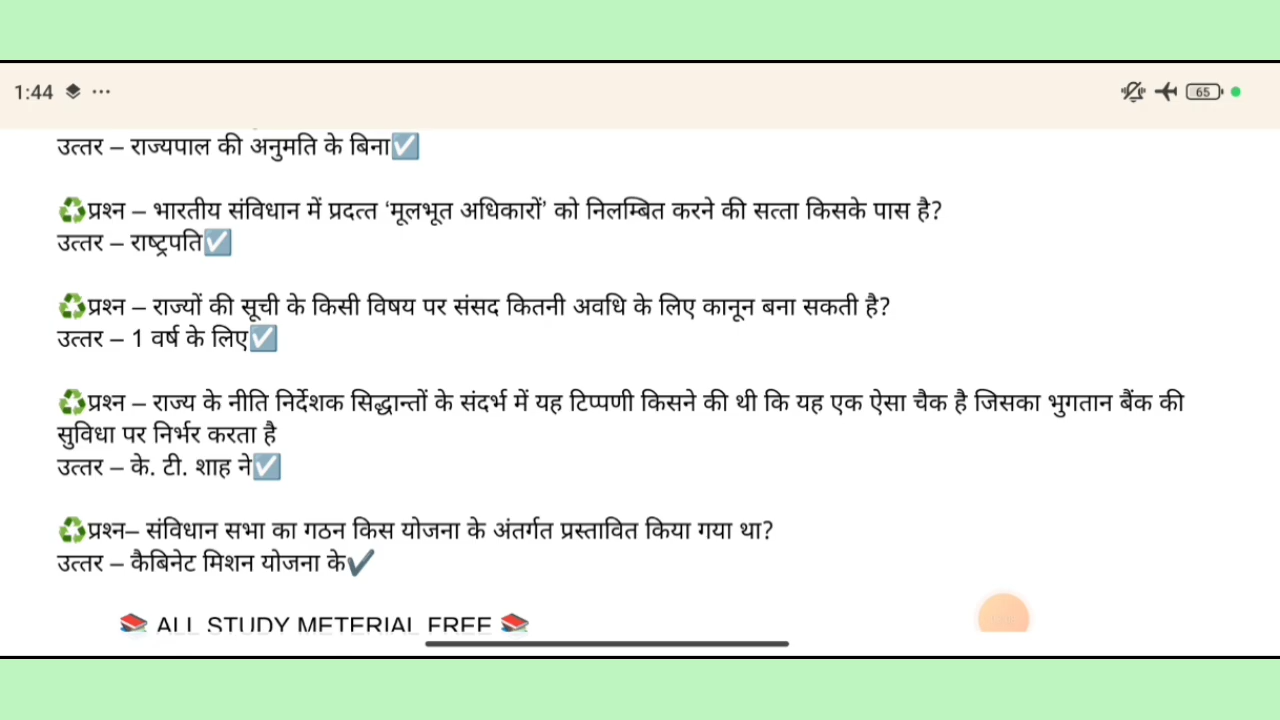 1:44 ...
65
उत्तर – राज्यपाल की अनुमति के बिना☑️
♻️प्रश्न – भारतीय संविधान में प्रदत्त ‘मूलभूत अधिकारों’ को निलम्बित करने की सत्ता किसके पास है?
उत्तर – राष्ट्रपति☑️
♻️प्रश्न – राज्यों की सूची के किसी विषय पर संसद कितनी अवधि के लिए कानून बना सकती है?
उत्तर – 1 वर्ष के लिए☑️
♻️प्रश्न – राज्य के नीति निर्देशक सिद्धान्तों के संदर्भ में यह टिप्पणी किसने की थी कि यह एक ऐसा चैक है जिसका भुगतान बैंक की
सुविधा पर निर्भर करता है
उत्तर – के. टी. शाह ने☑️
♻️प्रश्न– संविधान सभा का गठन किस योजना के अंतर्गत प्रस्तावित किया गया था?
उत्तर – कैबिनेट मिशन योजना के✔️
📚 ALL STUDY METERIAL FREE 📚